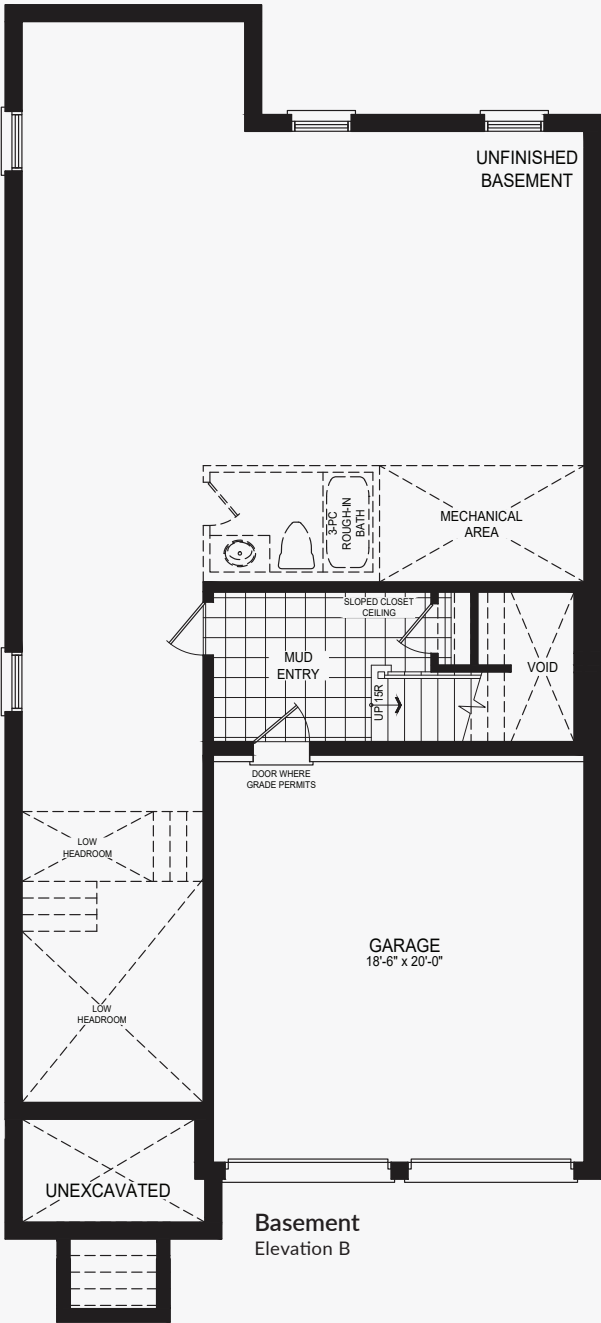 UNFINISHED
BASEMENT
3-PC
ROUGH-IN
BATH
MECHANICAL
AREA
SLOPED CLOSET
CEILING
MUD
ENTRY
VOID
UP 15R
DOOR WHERE
GRADE PERMITS
LOW
HEADROOM
GARAGE
18'-6" x 20'-0"
LOW
HEADROOM
UNEXCAVATED
Basement
Elevation B